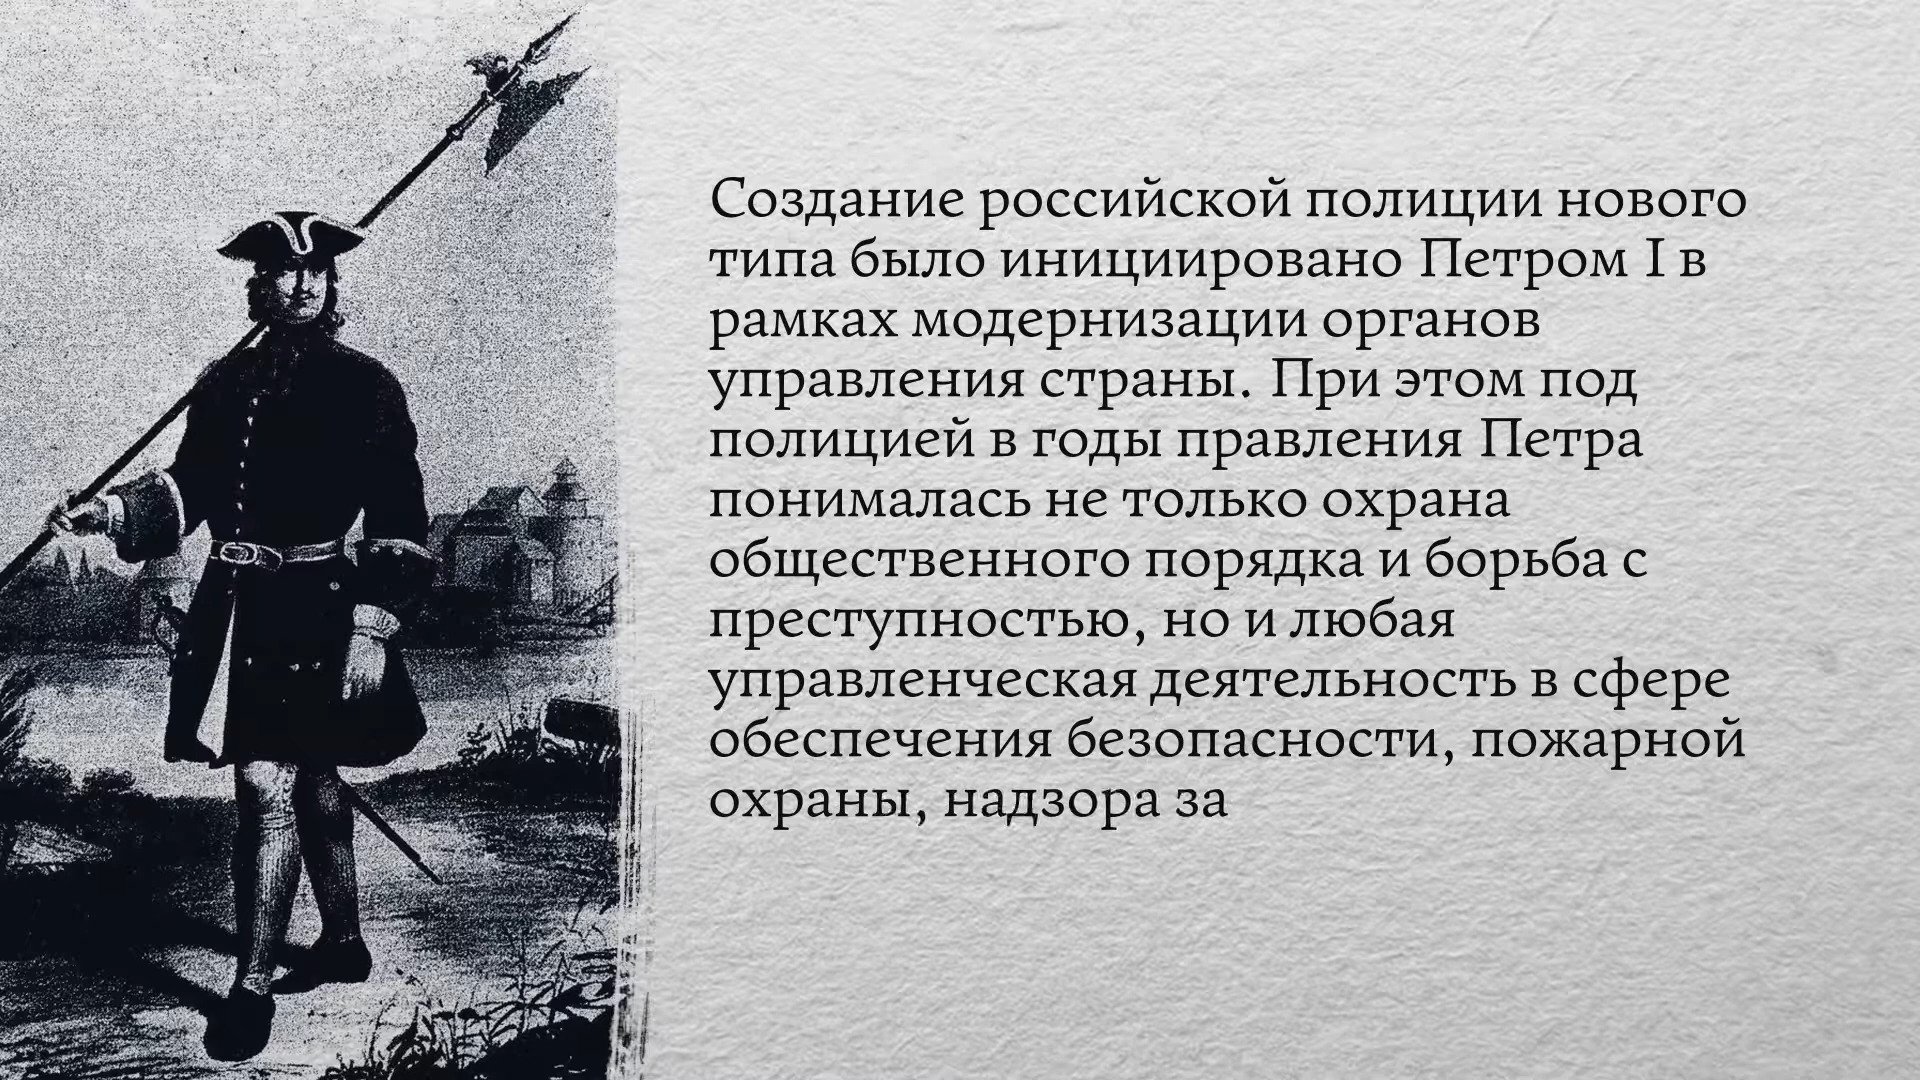 Создание российской полиции нового
типа было инициировано Петром I в
рамках модернизации органов
управления страны. При этом под
полицией в годы правления Петра
понималась не только охрана
общественного порядка и борьба с
преступностью, но и любая
управленческая деятельность в сфере
обеспечения безопасности, пожарной
охраны, надзора за